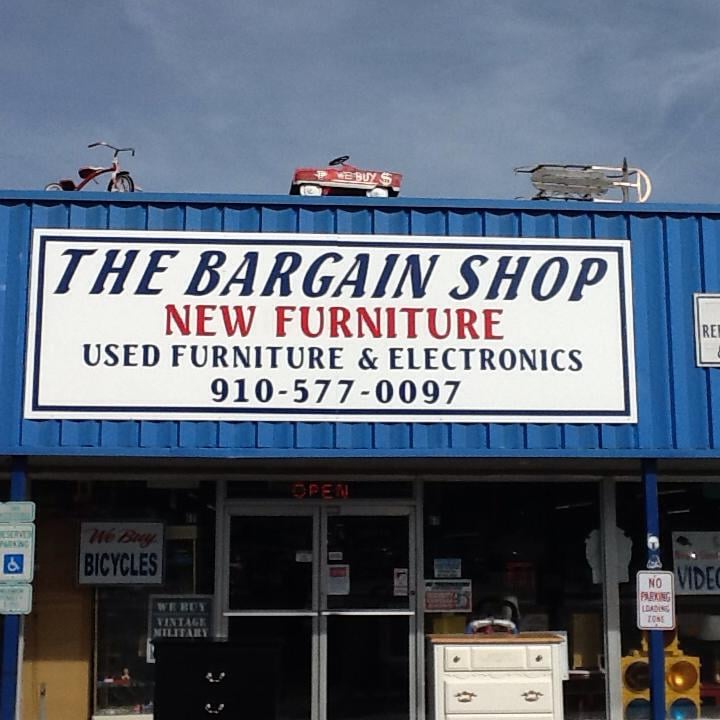 WE BUY $
THE BARGAIN SHOP
NEW FURNITURE
USED FURNITURE & ELECTRONICS
910-577-0097
OPEN
RESERVED
PARKING
We Buy
BICYCLES
WE BUY
VINTAGE
MILITARY
NO
PARKING
LOADING
ZONE
VIDEO